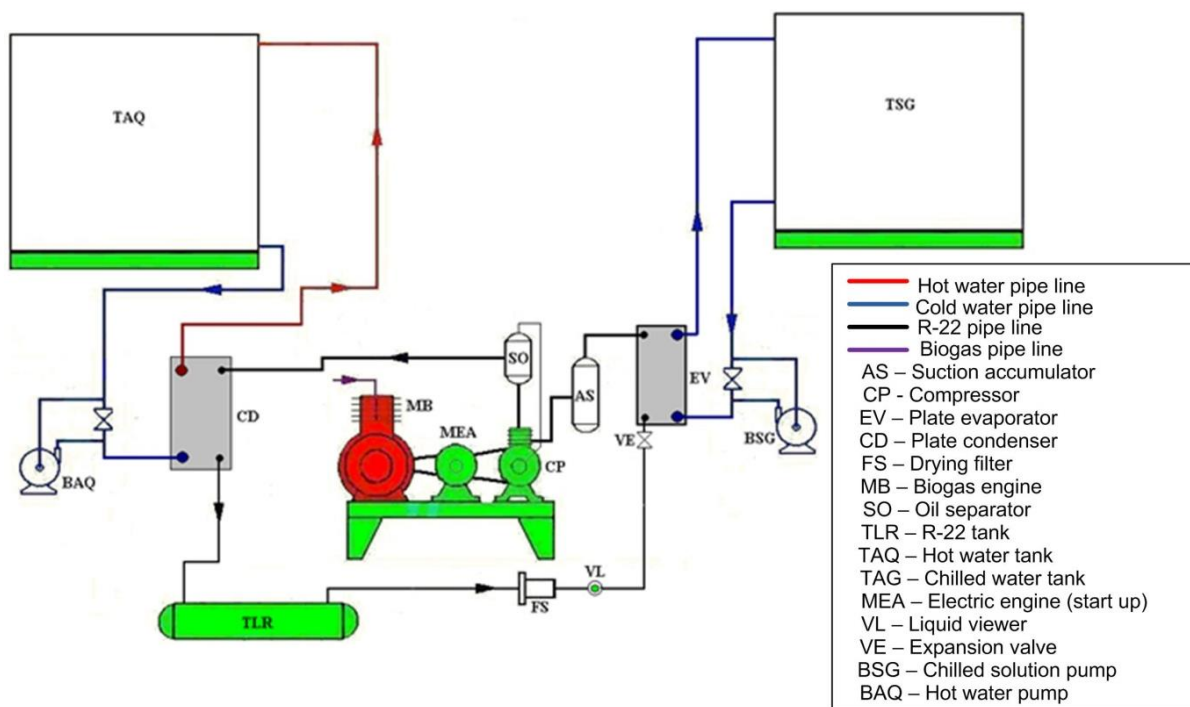 TAQ
TSG
SO
AS
EV
CD
MB
MEA
CP
VE
BSG
BAQ
VL
FS
TLR
Hot water pipe line
Cold water pipe line
R-22 pipe line
Biogas pipe line
AS – Suction accumulator
CP - Compressor
EV – Plate evaporator
CD – Plate condenser
FS – Drying filter
MB – Biogas engine
SO – Oil separator
TLR – R-22 tank
TAQ – Hot water tank
TAG – Chilled water tank
MEA – Electric engine (start up)
VL – Liquid viewer
VE – Expansion valve
BSG – Chilled solution pump
BAQ – Hot water pump